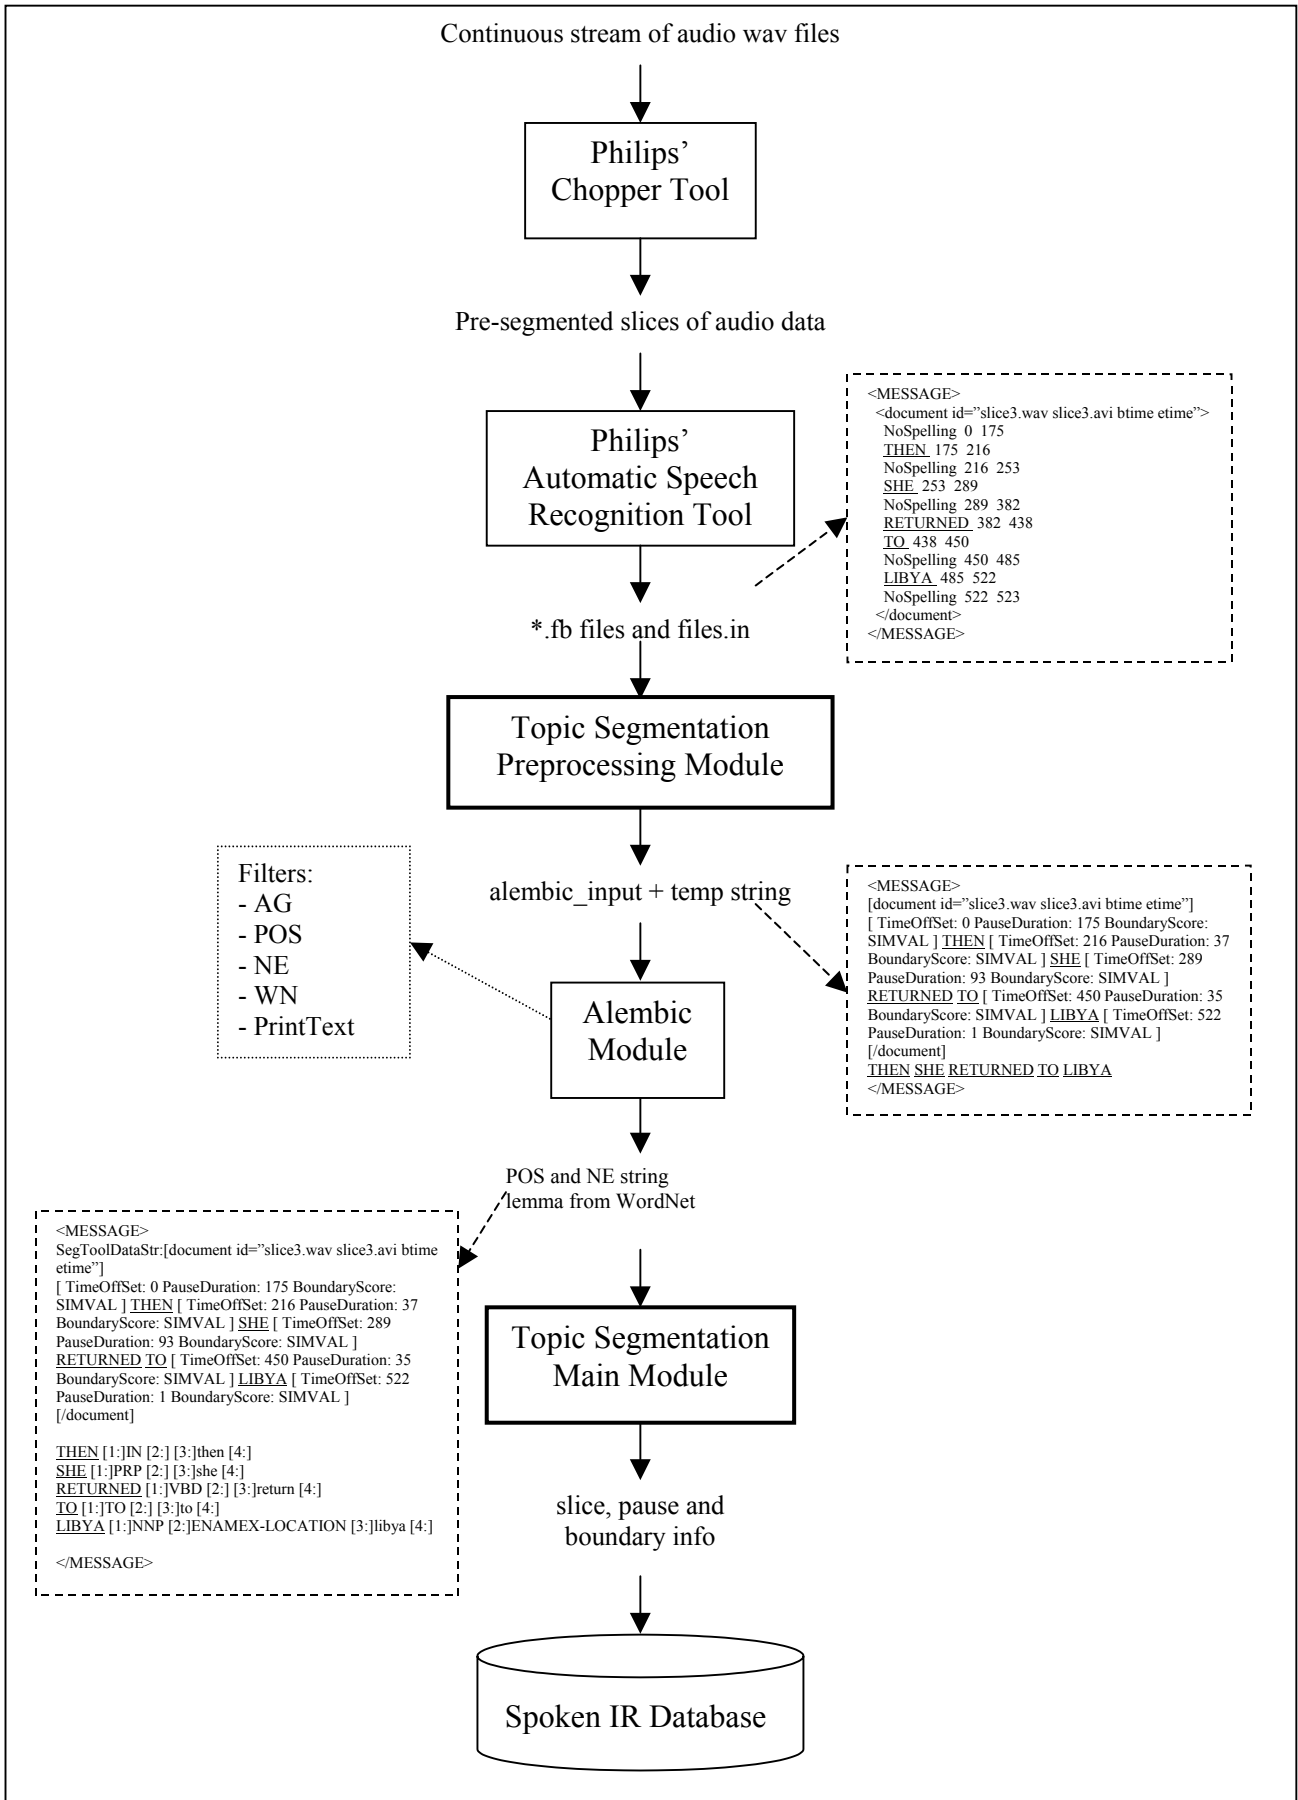 Continuous stream of audio wav files
Philips’
Chopper Tool
Pre-segmented slices of audio data
Philips’
Automatic Speech
Recognition Tool
<MESSAGE>
<document id=”slice3.wav slice3.avi btime etime”>
NoSpelling 0 175
THEN 175 216
NoSpelling 216 253
SHE 253 289
NoSpelling 289 382
RETURNED 382 438
TO 438 450
NoSpelling 450 485
LIBYA 485 522
NoSpelling 522 523
</document>
</MESSAGE>
*.fb files and files.in
Topic Segmentation
Preprocessing Module
Filters:
- AG
- POS
- NE
- WN
- PrintText
alembic_input + temp string
<MESSAGE>
[document id=”slice3.wav slice3.avi btime etime”]
[ TimeOffSet: 0 PauseDuration: 175 BoundaryScore:
SIMVAL ] THEN [ TimeOffSet: 216 PauseDuration: 37
BoundaryScore: SIMVAL ] SHE [ TimeOffSet: 289
PauseDuration: 93 BoundaryScore: SIMVAL ]
RETURNED TO [ TimeOffSet: 450 PauseDuration: 35
BoundaryScore: SIMVAL ] LIBYA [ TimeOffSet: 522
PauseDuration: 1 BoundaryScore: SIMVAL ]
[/document]
THEN SHE RETURNED TO LIBYA
</MESSAGE>
Alembic
Module
POS and NE string
lemma from WordNet
<MESSAGE>
SegToolDataStr:[document id=”slice3.wav slice3.avi btime
etime”]
[ TimeOffSet: 0 PauseDuration: 175 BoundaryScore:
SIMVAL ] THEN [ TimeOffSet: 216 PauseDuration: 37
BoundaryScore: SIMVAL ] SHE [ TimeOffSet: 289
PauseDuration: 93 BoundaryScore: SIMVAL ]
RETURNED TO [ TimeOffSet: 450 PauseDuration: 35
BoundaryScore: SIMVAL ] LIBYA [ TimeOffSet: 522
PauseDuration: 1 BoundaryScore: SIMVAL ]
[/document]
THEN [1:]IN [2:] [3:]then [4:]
SHE [1:]PRP [2:] [3:]she [4:]
RETURNED [1:]VBD [2:] [3:]return [4:]
TO [1:]TO [2:] [3:]to [4:]
LIBYA [1:]NNP [2:]ENAMEX-LOCATION [3:]libya [4:]
</MESSAGE>
Topic Segmentation
Main Module
slice, pause and
boundary info
Spoken IR Database